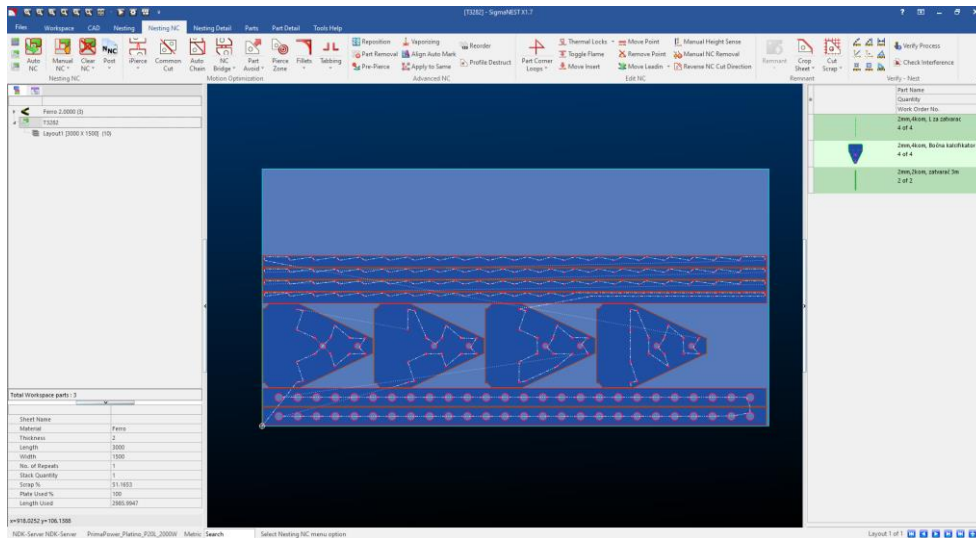 [T3282] - SigmaNEST X1.7
Files Workspace CAD Nesting Nesting NC Nesting Detail Parts Part Detail Tools Help
Auto NC
Manual NC
Clear NC
Post
iPierce
Common Cut
Auto Chain
NC Bridge
Part Avoid
Pierce Zone
Fillets
Tabbing
Reposition
Part Removal
Pre-Pierce
Vaporizing
Align Auto Mark
Apply to Same
Reorder
Profile Destruct
Part Corner Loops
Thermal Locks
Toggle Flame
Move Insert
Move Point
Remove Point
Move Leadin
Manual Height Sense
Manual NC Removal
Reverse NC Cut Direction
Remnant
Crop Sheet
Cut Scrap
Verify Process
Check Interference
Nesting NC
Motion Optimization
Advanced NC
Edit NC
Remnant
Verify - Nest
Ferro 2.0000 (3)
T3282
Layout1 [3000 X 1500] (10)
Part Name
Quantity
Work Order No.
2mm,4kom, L za zatvarač
4 of 4
2mm,4kom, Bočna kalofikator
4 of 4
2mm,2kom, zatvarač 3m
2 of 2
Total Workspace parts : 3
Sheet Name
Material Ferro
Thickness 2
Length 3000
Width 1500
No. of Repeats 1
Stock Quantity 1
Scrap % 51.1653
Plate Used % 100
Length Used 2985.9947
x=918.0252 y=106.1388
NDK-Server NDK-Server PrimaPower_Platino_P20L_2000W Metric Search Select Nesting NC menu option
Layout 1 of 1